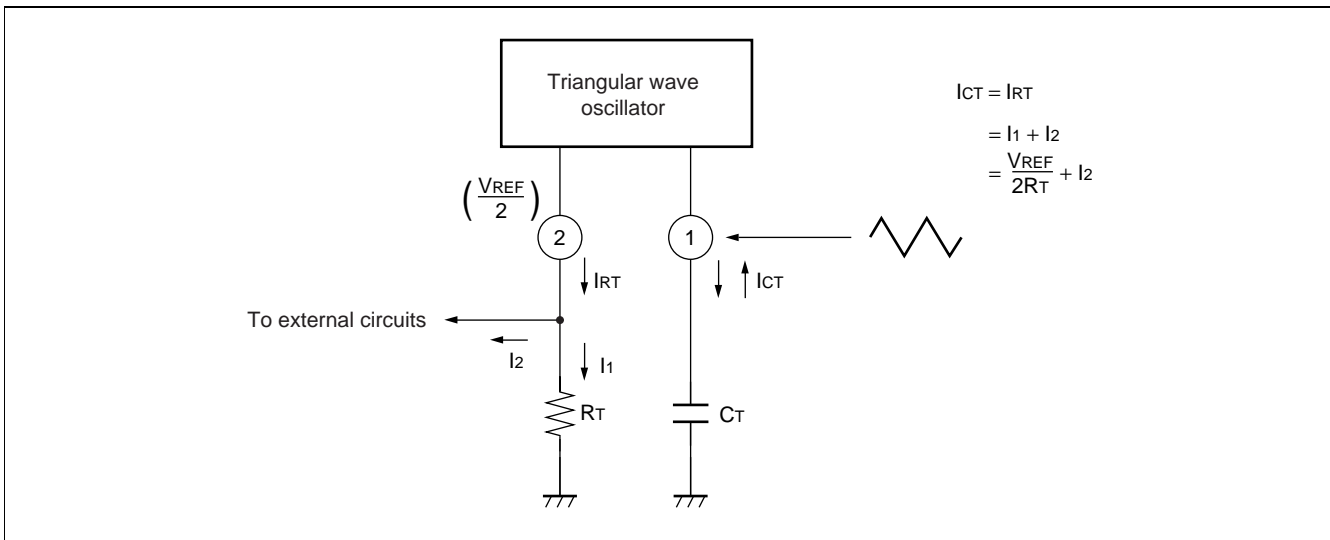 Triangular wave
oscillator
ICT = IRT
= I1 + I2
= VREF / 2RT + I2
(VREF / 2)
2
1
IRT
ICT
To external circuits
I2
I1
RT
CT